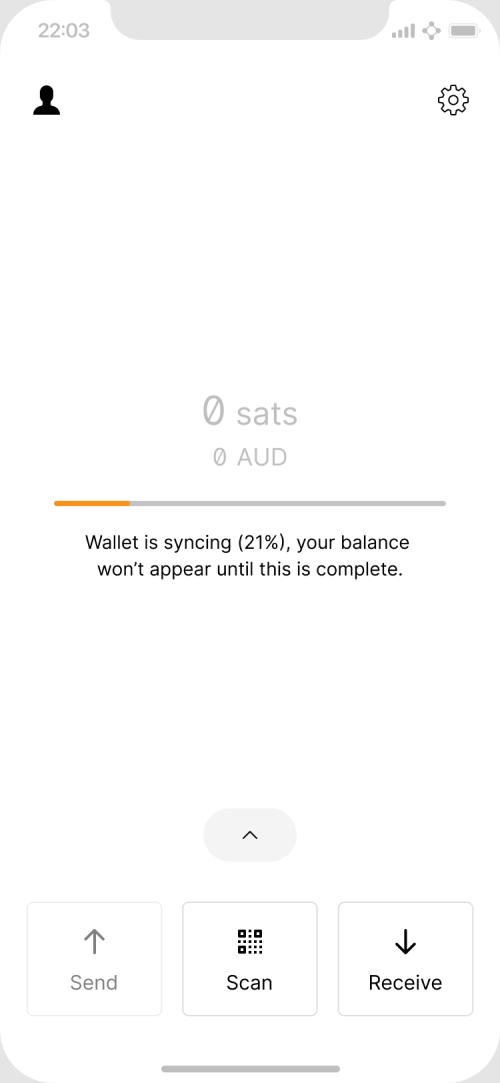 22:03
0 sats
0 AUD
Wallet is syncing (21%), your balance
won’t appear until this is complete.
Send
Scan
Receive